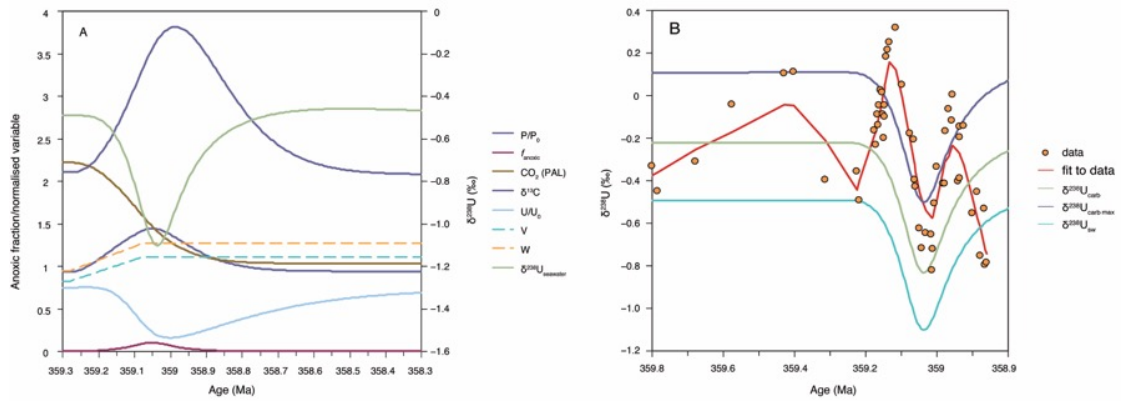 A
4
3.5
3
2.5
2
1.5
1
0.5
0
Anoxic fraction/normalised variable
359.3 359.2 359.1 359 358.9 358.8 358.7 358.6 358.5 358.4 358.3
Age (Ma)
0
−0.2
−0.4
−0.6
−0.8
−1.0
−1.2
−1.4
−1.6
δ²³⁸U (‰)
P/P₀
fanoxic
CO₂ (PAL)
δ¹³C
U/U₀
V
W
δ²³⁸Useawater
B
0.4
0.2
0
−0.2
−0.4
−0.6
−0.8
−1.0
−1.2
δ²³⁸U (‰)
359.8 359.6 359.4 359.2 359 358.9
Age (Ma)
data
fit to data
δ²³⁸Ucarb
δ²³⁸Ucarb-max
δ²³⁸Usw